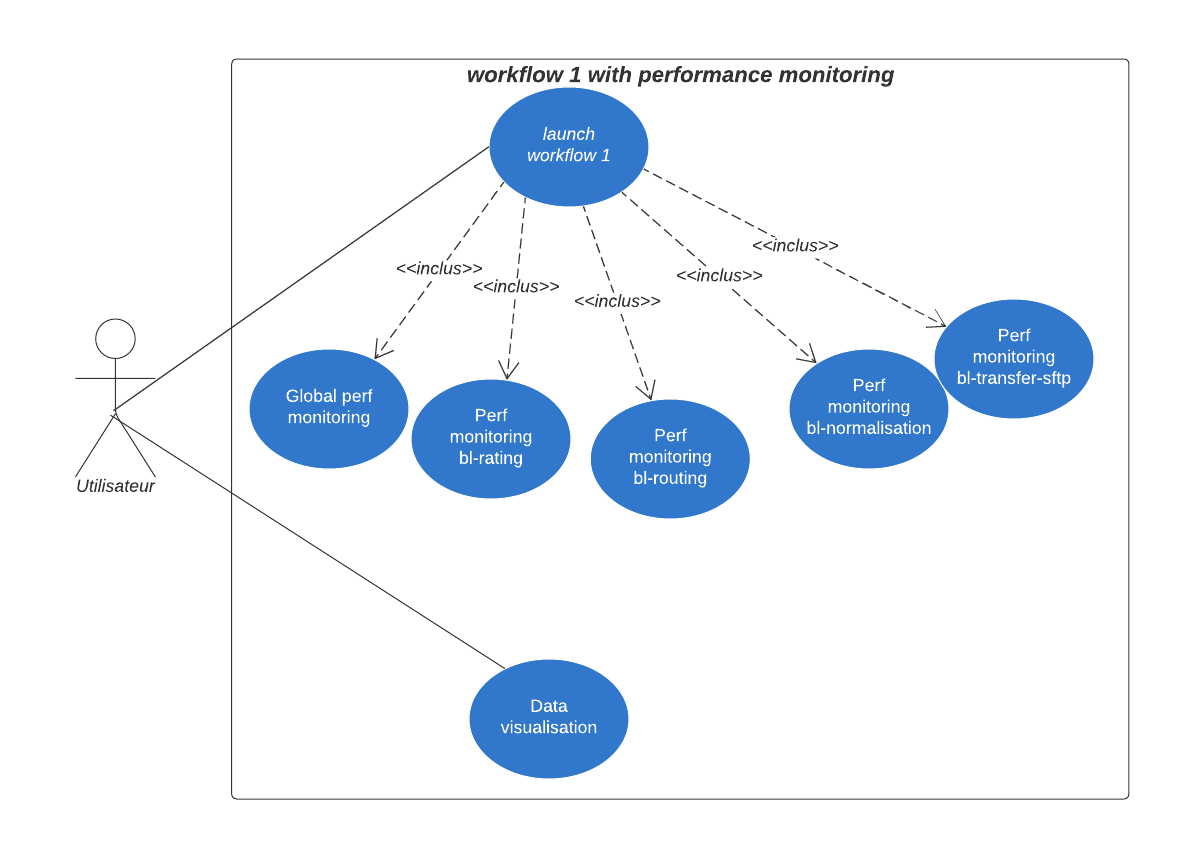 workflow 1 with performance monitoring
launch
workflow 1
<<inclus>>
<<inclus>>
<<inclus>>
<<inclus>>
<<inclus>>
Global perf
monitoring
Perf
monitoring
bl-rating
Perf
monitoring
bl-routing
Perf
monitoring
bl-normalisation
Perf
monitoring
bl-transfer-sftp
Utilisateur
Data
visualisation